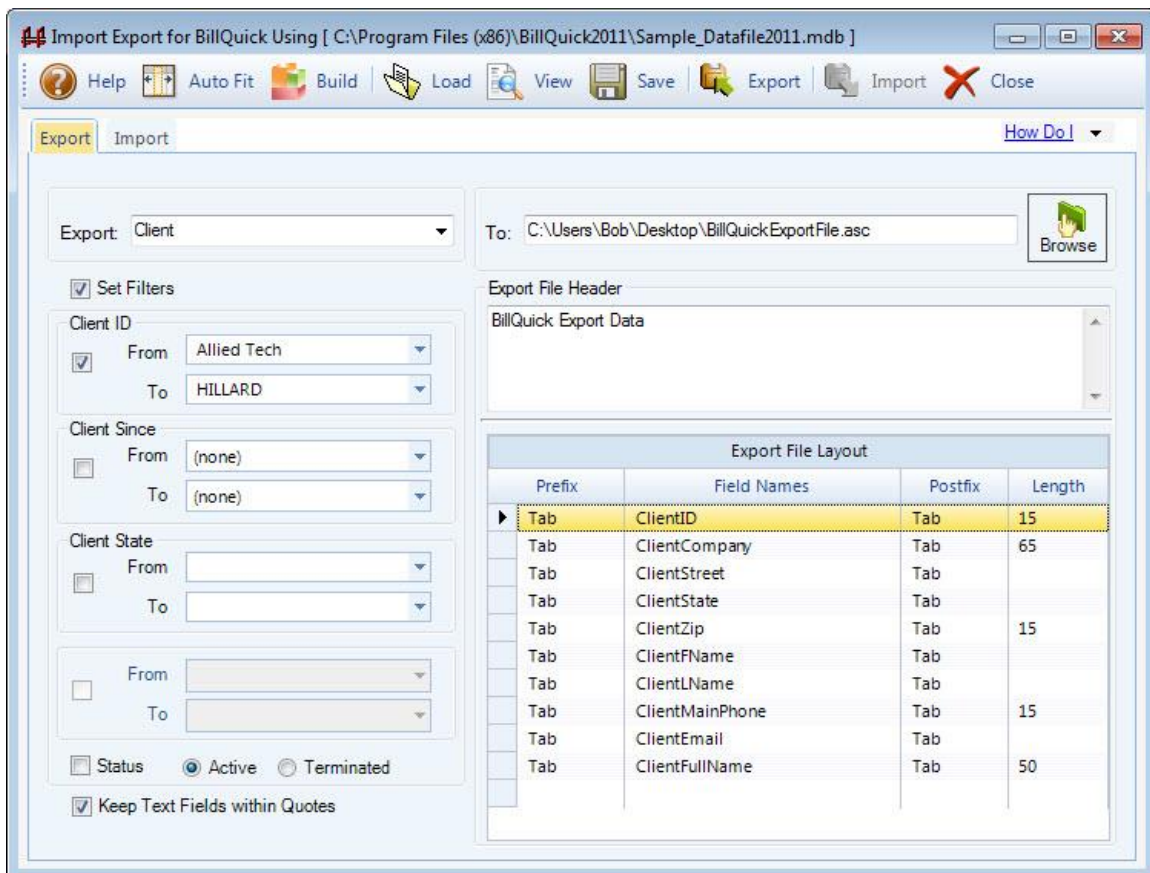 Import Export for BillQuick Using [ C:\Program Files (x86)\BillQuick2011\Sample_Datafile2011.mdb ]
Help Auto Fit Build Load View Save Export Import Close
Export Import How Do I
Export: Client
To: C:\Users\Bob\Desktop\BillQuickExportFile.asc
Browse
Set Filters
Client ID
From Allied Tech
To HILLARD
Client Since
From (none)
To (none)
Client State
From
To
From
To
Status Active Terminated
Keep Text Fields within Quotes
Export File Header
BillQuick Export Data
Export File Layout
Prefix Field Names Postfix Length
Tab ClientID Tab 15
Tab ClientCompany Tab 65
Tab ClientStreet Tab
Tab ClientState Tab
Tab ClientZip Tab 15
Tab ClientFName Tab
Tab ClientLName Tab
Tab ClientMainPhone Tab 15
Tab ClientEmail Tab
Tab ClientFullName Tab 50